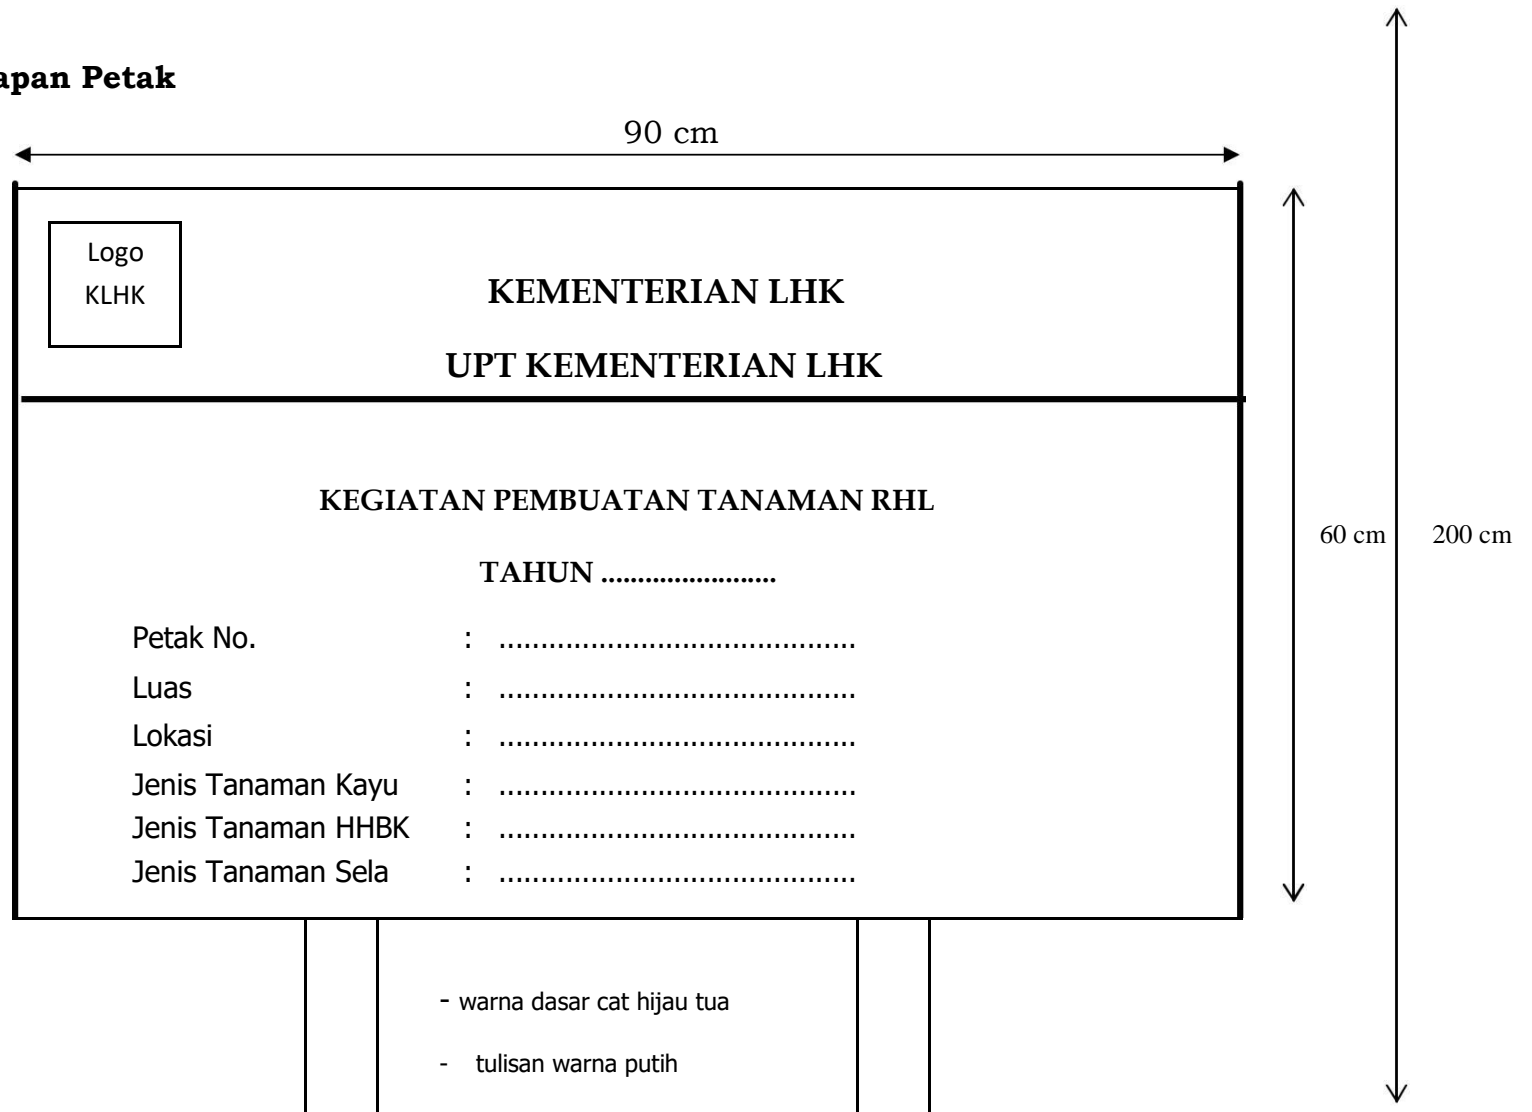 apan Petak
90 cm
Logo
KLHK
KEMENTERIAN LHK
UPT KEMENTERIAN LHK
KEGIATAN PEMBUATAN TANAMAN RHL
60 cm
200 cm
TAHUN ........................
Petak No. : ...........................................
Luas : ...........................................
Lokasi : ...........................................
Jenis Tanaman Kayu : ...........................................
Jenis Tanaman HHBK : ...........................................
Jenis Tanaman Sela : ...........................................
- warna dasar cat hijau tua
- tulisan warna putih